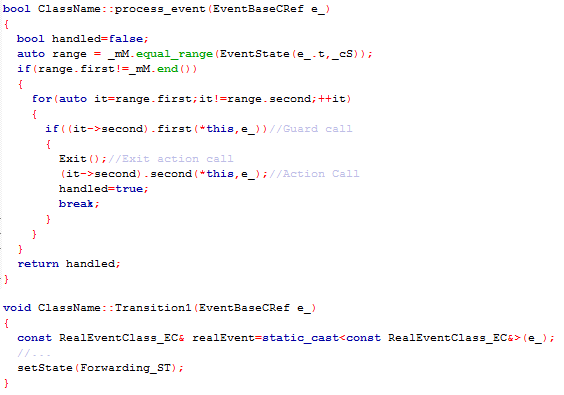 bool ClassName::process_event(EventBaseCRef e_)
{
  bool handled=false;
  auto range = _mM.equal_range(EventState(e_.t,_cS));
  if(range.first!=_mM.end())
  {
    for(auto it=range.first;it!=range.second;++it)
    {
      if((it->second).first(*this,e_))//Guard call
      {
        Exit();//Exit action call
        (it->second).second(*this,e_);//Action Call
        handled=true;
        break;
      }
    }
  }
  return handled;
}

void ClassName::Transition1(EventBaseCRef e_)
{
  const RealEventClass_EC& realEvent=static_cast<const RealEventClass_EC&>(e_);
  //...
  setState(Forwarding_ST);
}